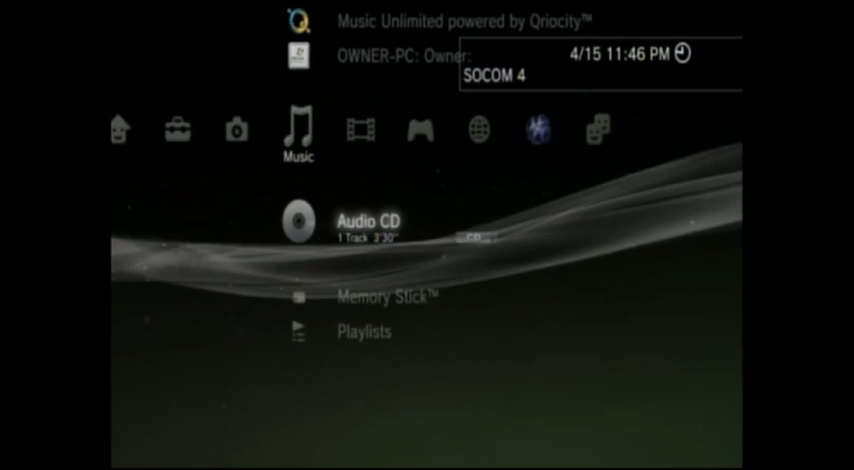 Music Unlimited powered by Qriocity™
OWNER-PC: Owner:
4/15 11:46 PM
SOCOM 4
Music
Audio CD
1 Track 3'30"
CD
Memory Stick™
Playlists